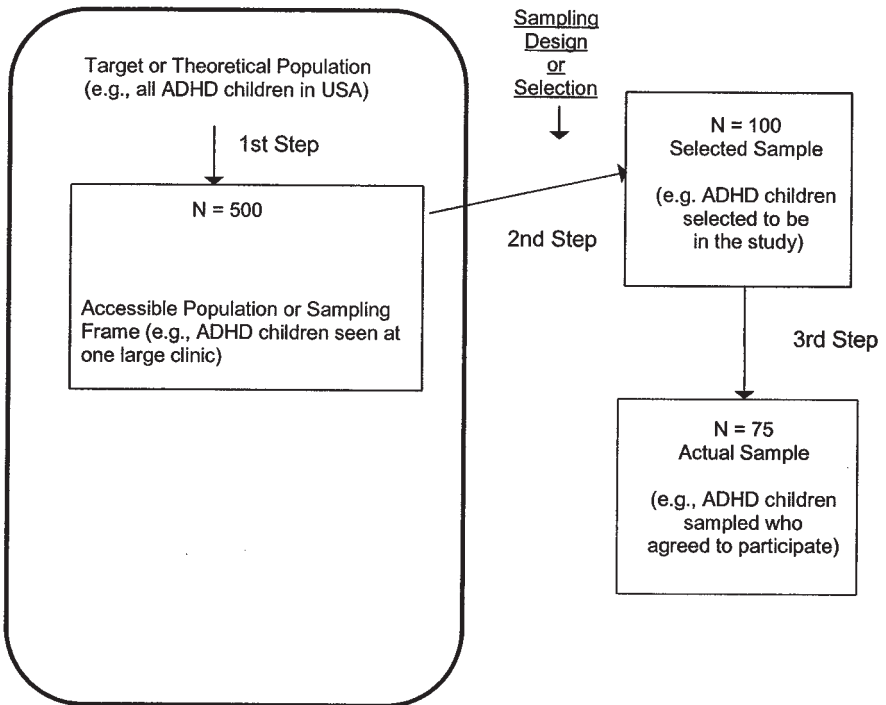 Target or Theoretical Population
(e.g., all ADHD children in USA)
1st Step
N = 500
Accessible Population or Sampling
Frame (e.g., ADHD children seen at
one large clinic)
Sampling
Design
or
Selection
2nd Step
N = 100
Selected Sample
(e.g. ADHD children
selected to be
in the study)
3rd Step
N = 75
Actual Sample
(e.g., ADHD children
sampled who
agreed to participate)